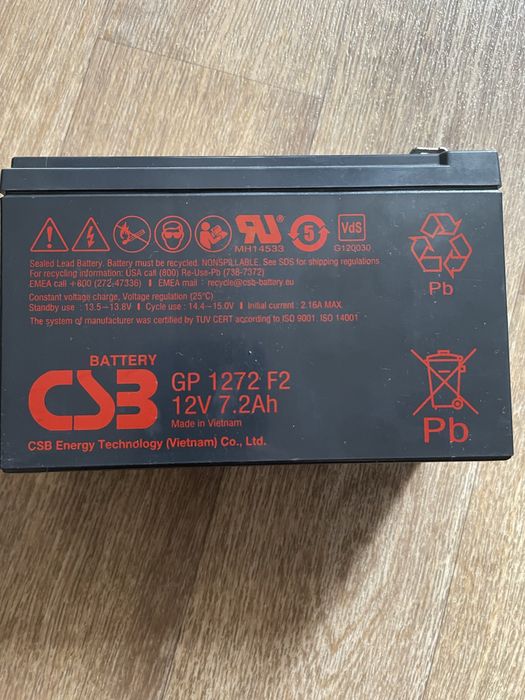 MH14533
5
VdS
G120030
Sealed Lead Battery. Battery must be recycled. NONSPILLABLE. See SDS for shipping regulations.
For recycling information: USA call (800) Re-Use-Pb (738-7372)
EMEA call +800 (272-47336) I EMEA mail : recycle@csb-battery.eu
Constant voltage charge, Voltage regulation (25°C)
Standby use : 13.5~13.8V I Cycle use : 14.4~15.0V I Initial current : 2.16A MAX.
The system of manufacturer was certified by TUV CERT according to ISO 9001, ISO 14001
Pb
BATTERY
CSB
GP 1272 F2
12V 7.2Ah
Made in Vietnam
CSB Energy Technology (Vietnam) Co., Ltd.
Pb